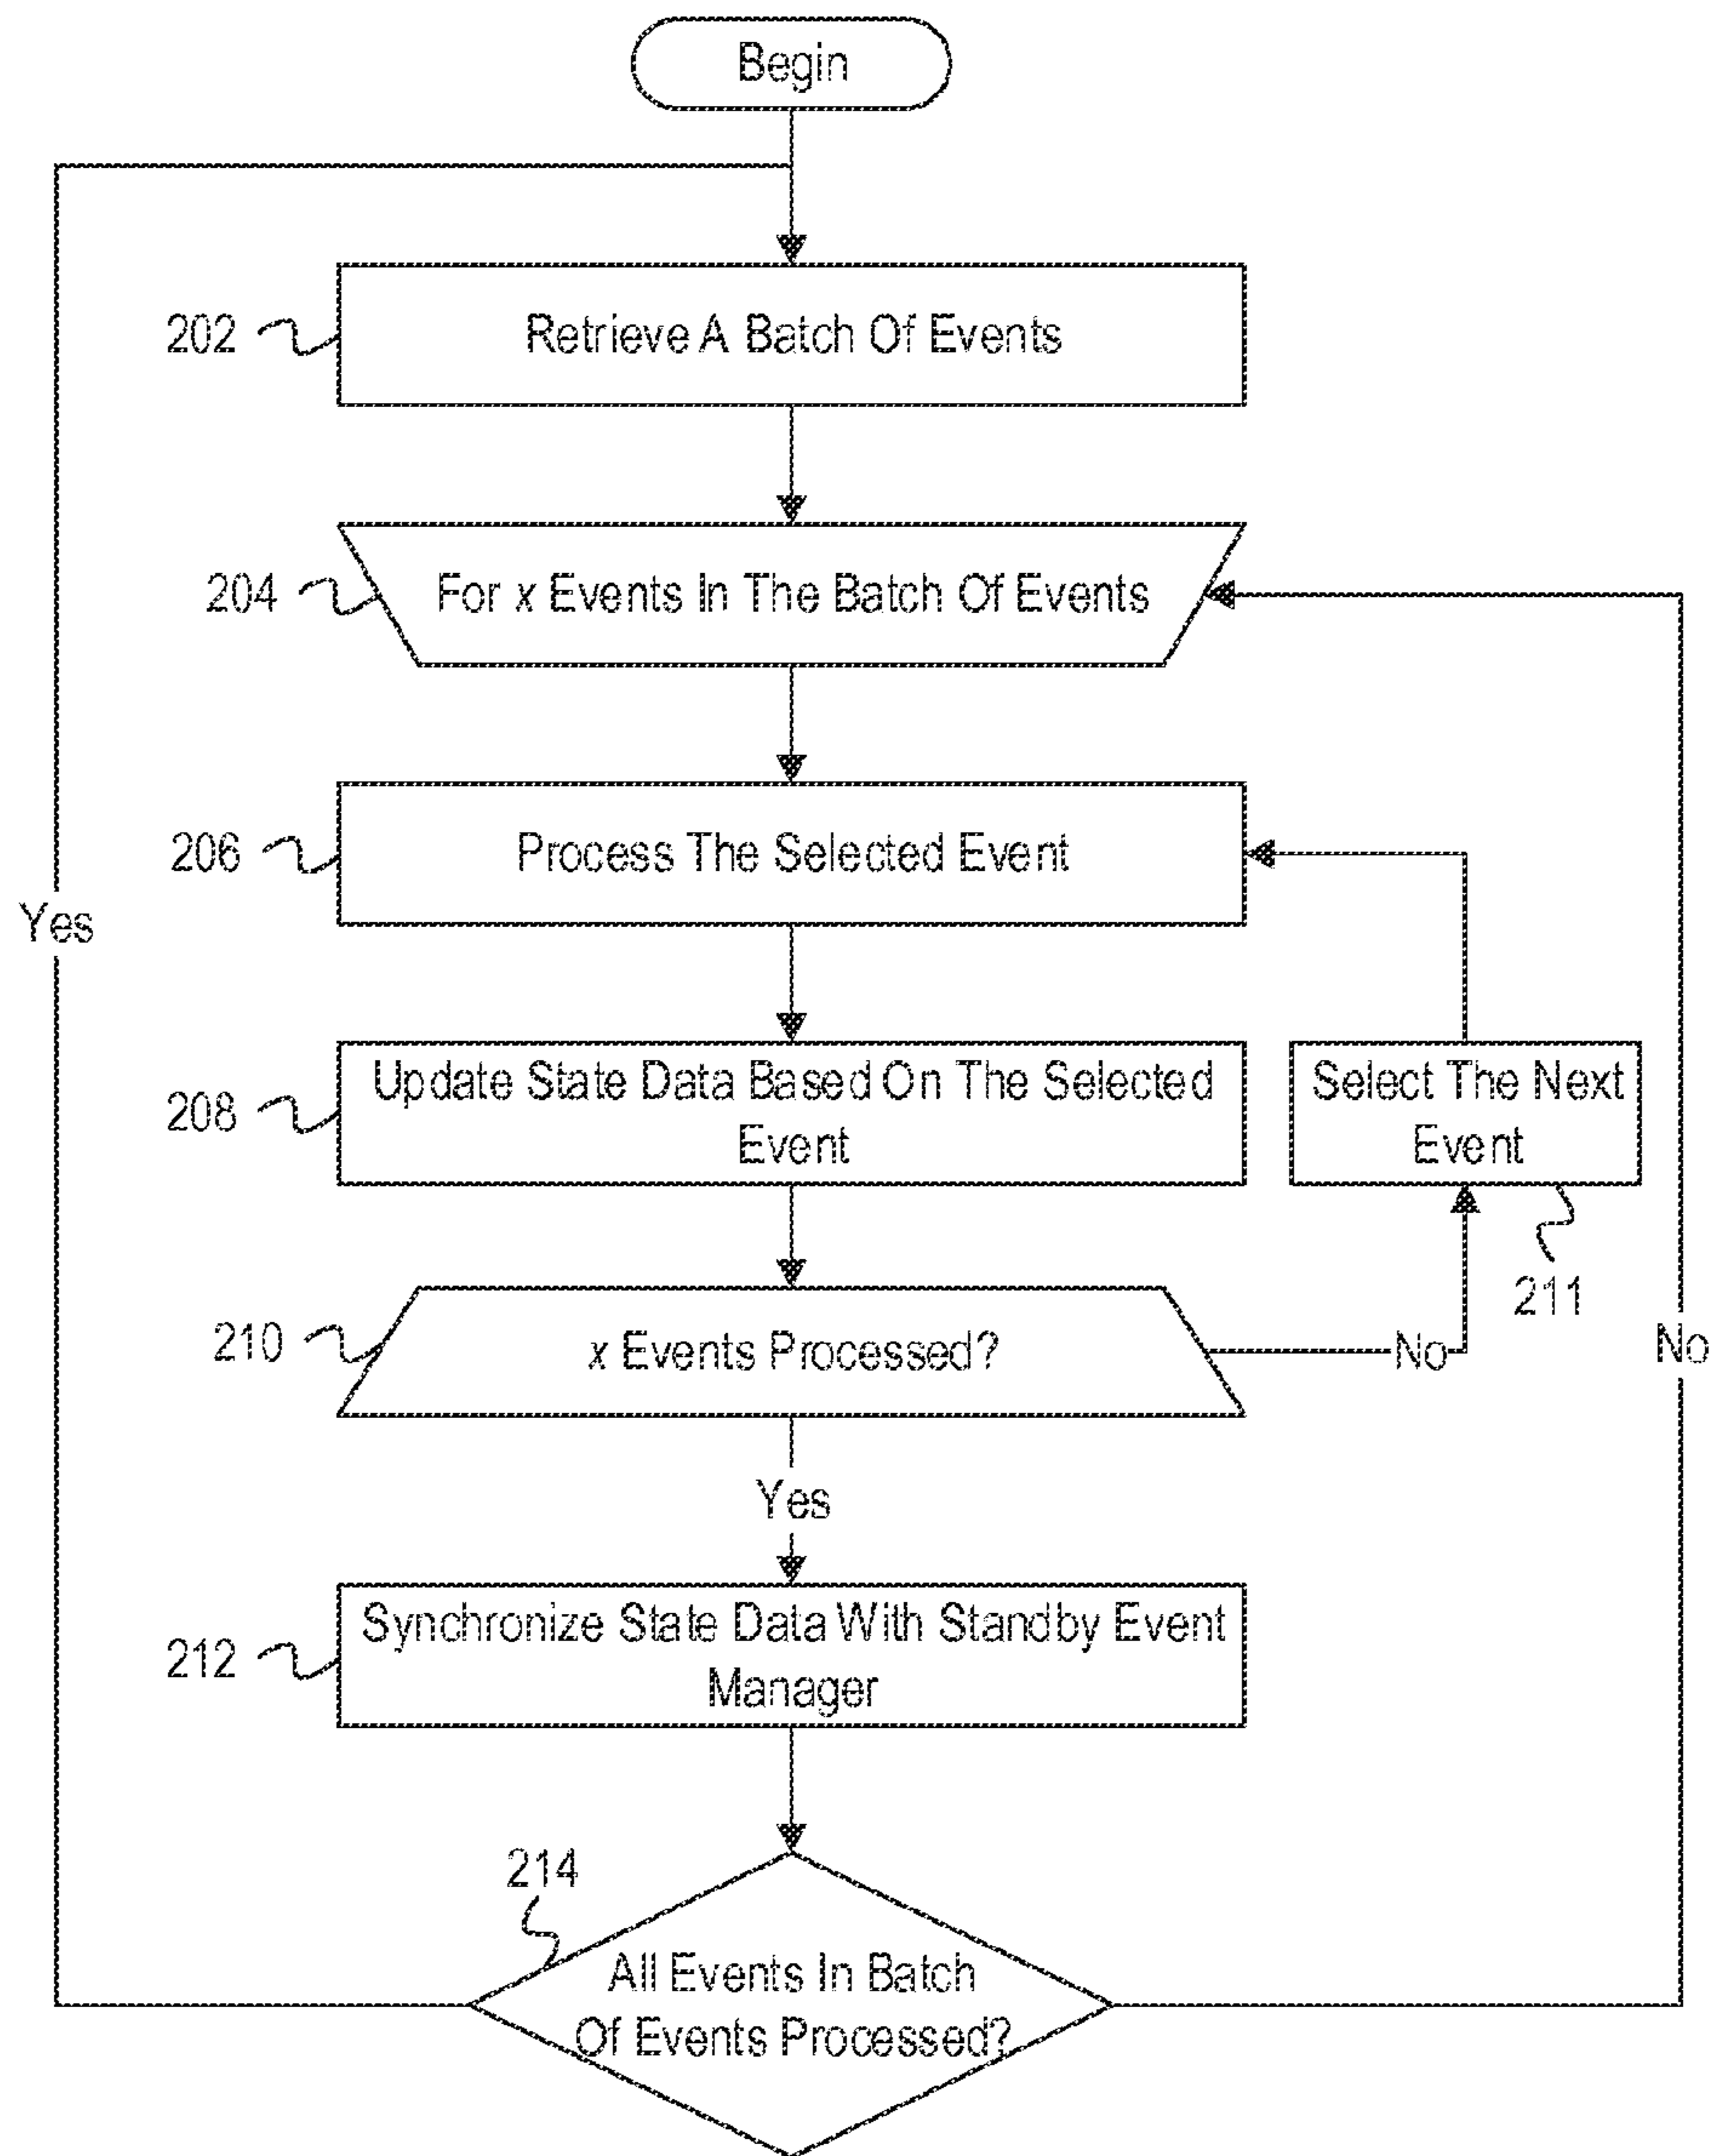 Begin
202
Retrieve A Batch Of Events
204
For x Events In The Batch Of Events
206
Process The Selected Event
Yes
208
Update State Data Based On The Selected
Event
Select The Next
Event
211
210
x Events Processed?
No
No
Yes
212
Synchronize State Data With Standby Event
Manager
214
All Events In Batch
Of Events Processed?